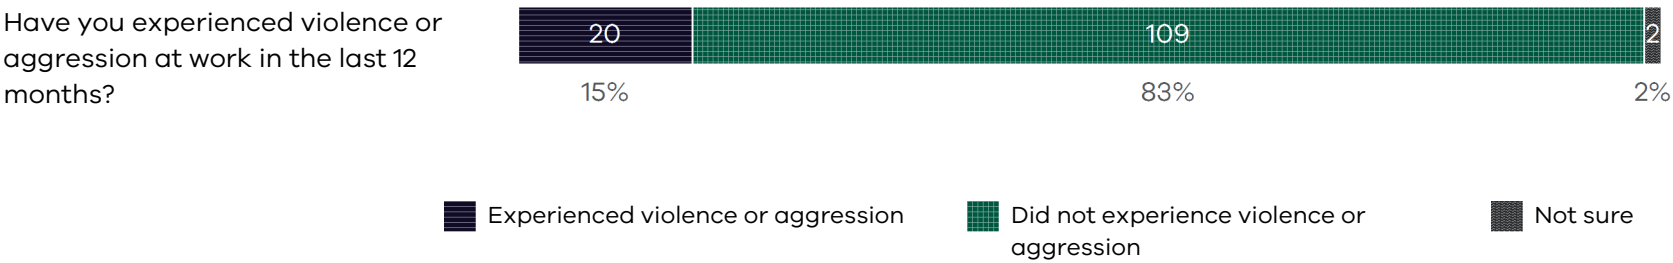 Have you experienced violence or
aggression at work in the last 12
months?
20
109
2
15%
83%
2%
Experienced violence or aggression
Did not experience violence or
aggression
Not sure